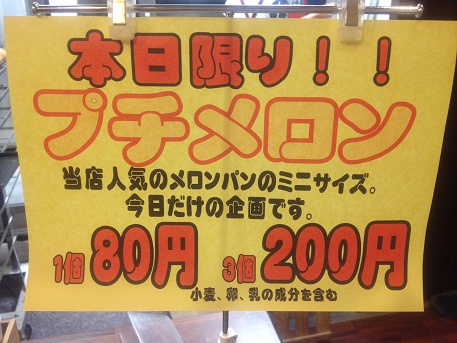 本日限り！！
プチメロン
当店人気のメロンパンのミニサイズ。
今日だけの企画です。
1個80円 3個200円
小麦、卵、乳の成分を含む